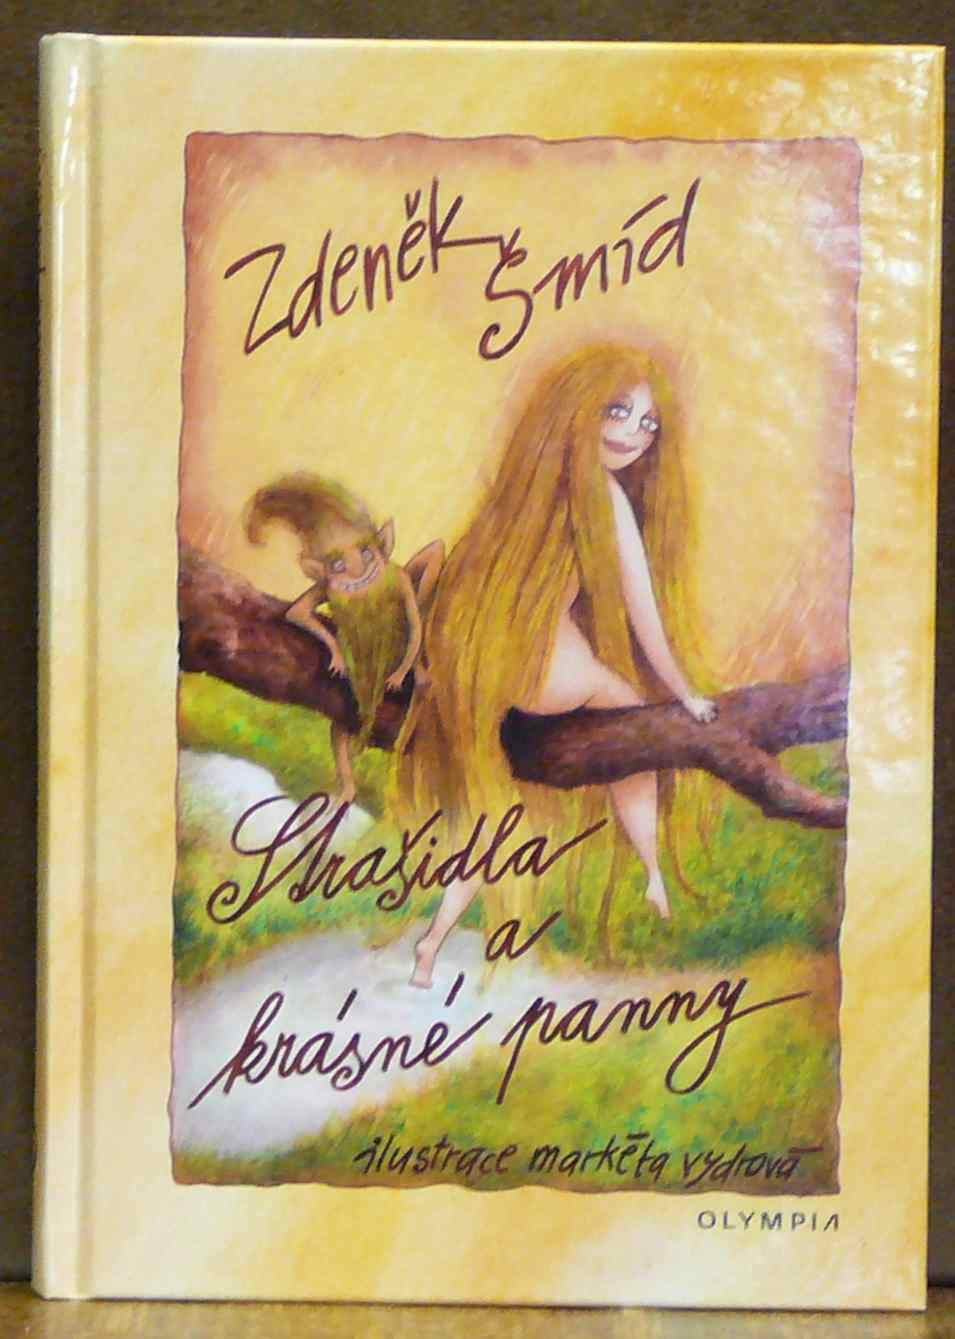 Zdeněk Šmíd
Strašidla
a
krásné panny
ilustrace markéta vydrová
OLYMPIA